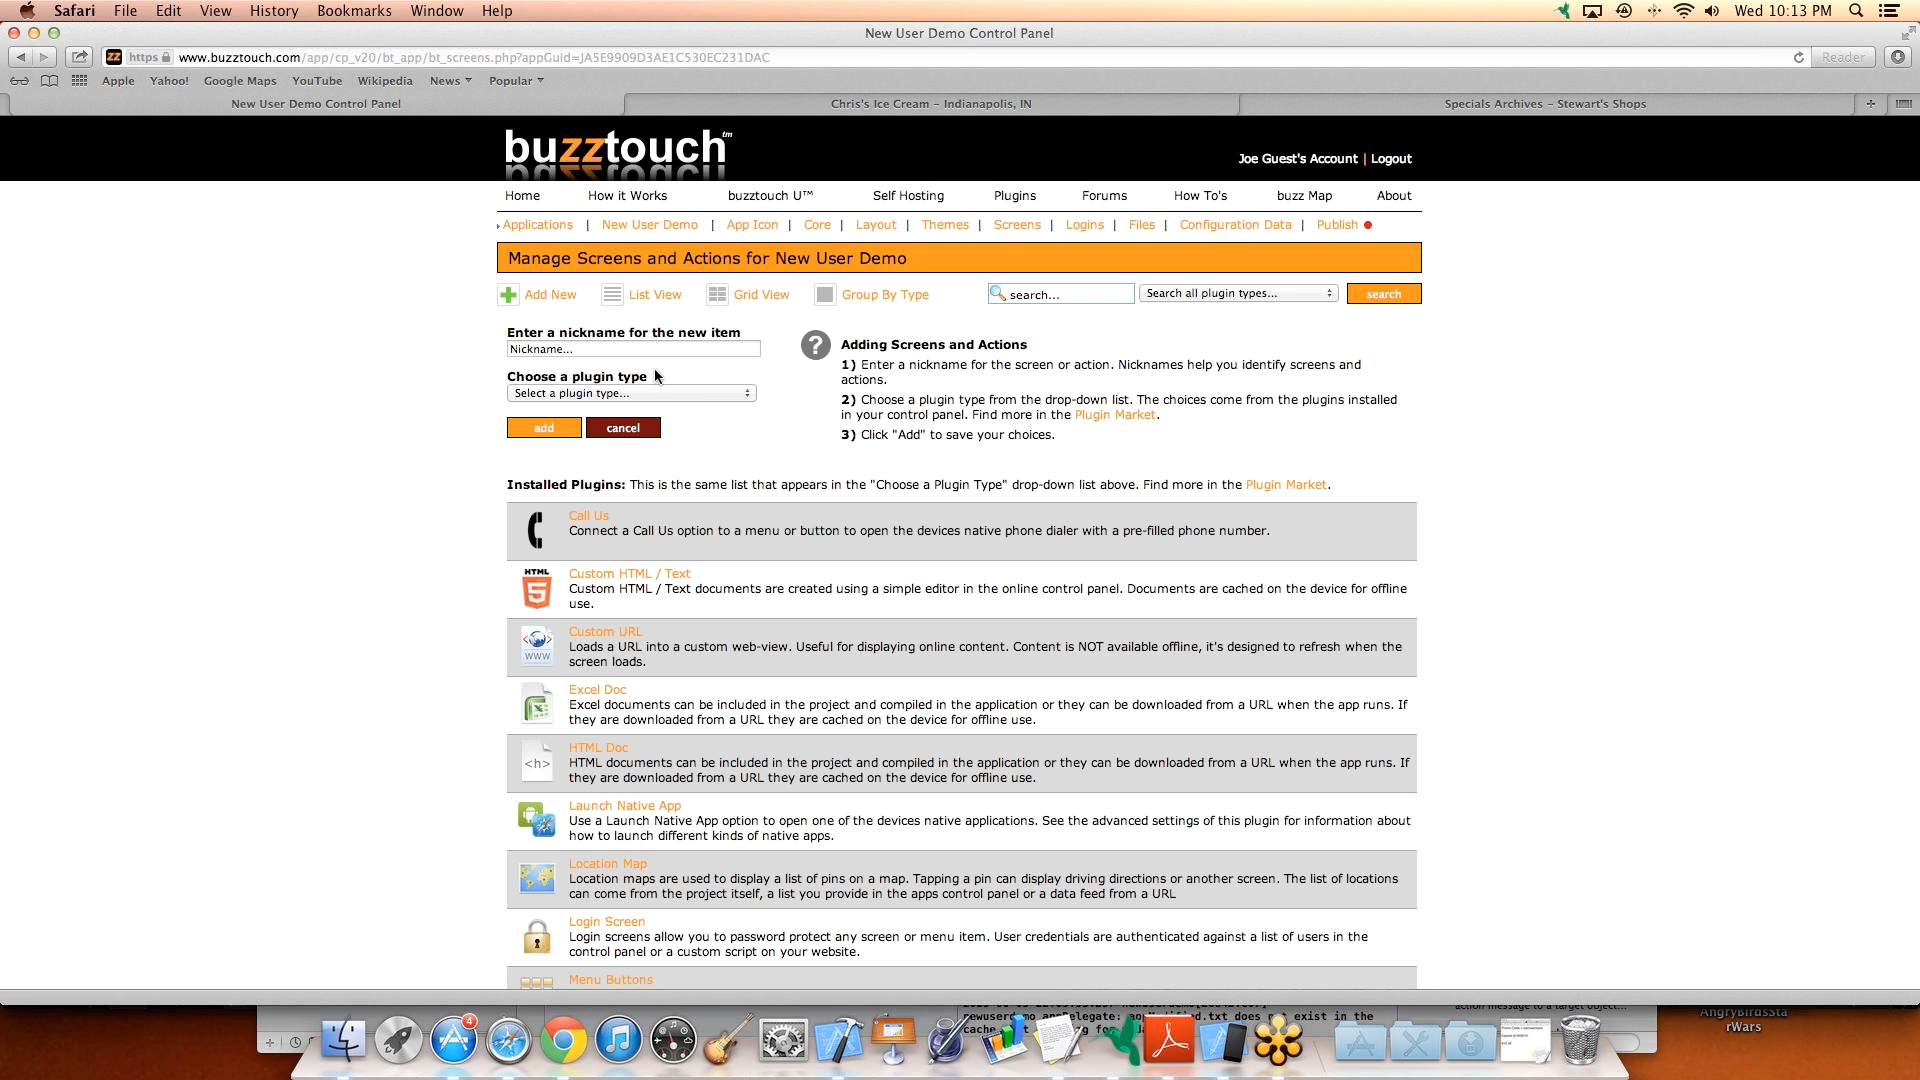 Safari File Edit View History Bookmarks Window Help Wed 10:13 PM
New User Demo Control Panel
https www.buzztouch.com/app/cp_v20/bt_app/bt_screens.php?appGuid=JA5E9909D3AE1C530EC231DAC Reader
Apple Yahoo! Google Maps YouTube Wikipedia News Popular
New User Demo Control Panel Chris's Ice Cream – Indianapolis, IN Specials Archives – Stewart's Shops
buzztouch tm
Joe Guest's Account | Logout
Home How it Works buzztouch U™ Self Hosting Plugins Forums How To's buzz Map About
Applications | New User Demo | App Icon | Core | Layout | Themes | Screens | Logins | Files | Configuration Data | Publish
Manage Screens and Actions for New User Demo
Add New List View Grid View Group By Type search... Search all plugin types... search
Enter a nickname for the new item
Nickname...
Choose a plugin type
Select a plugin type...
add cancel
? Adding Screens and Actions
1) Enter a nickname for the screen or action. Nicknames help you identify screens and
actions.
2) Choose a plugin type from the drop-down list. The choices come from the plugins installed
in your control panel. Find more in the Plugin Market.
3) Click "Add" to save your choices.
Installed Plugins: This is the same list that appears in the "Choose a Plugin Type" drop-down list above. Find more in the Plugin Market.
Call Us
Connect a Call Us option to a menu or button to open the devices native phone dialer with a pre-filled phone number.
HTML
5
Custom HTML / Text
Custom HTML / Text documents are created using a simple editor in the online control panel. Documents are cached on the device for offline
use.
WWW
Custom URL
Loads a URL into a custom web-view. Useful for displaying online content. Content is NOT available offline, it's designed to refresh when the
screen loads.
Excel Doc
Excel documents can be included in the project and compiled in the application or they can be downloaded from a URL when the app runs. If
they are downloaded from a URL they are cached on the device for offline use.
<h>
HTML Doc
HTML documents can be included in the project and compiled in the application or they can be downloaded from a URL when the app runs. If
they are downloaded from a URL they are cached on the device for offline use.
Launch Native App
Use a Launch Native App option to open one of the devices native applications. See the advanced settings of this plugin for information about
how to launch different kinds of native apps.
Location Map
Location maps are used to display a list of pins on a map. Tapping a pin can display driving directions or another screen. The list of locations
can come from the project itself, a list you provide in the apps control panel or a data feed from a URL
Login Screen
Login screens allow you to password protect any screen or menu item. User credentials are authenticated against a list of users in the
control panel or a custom script on your website.
Menu Buttons
action message to a target object...
does not exist in the
cache
AngryBirdsSta
rWars
4